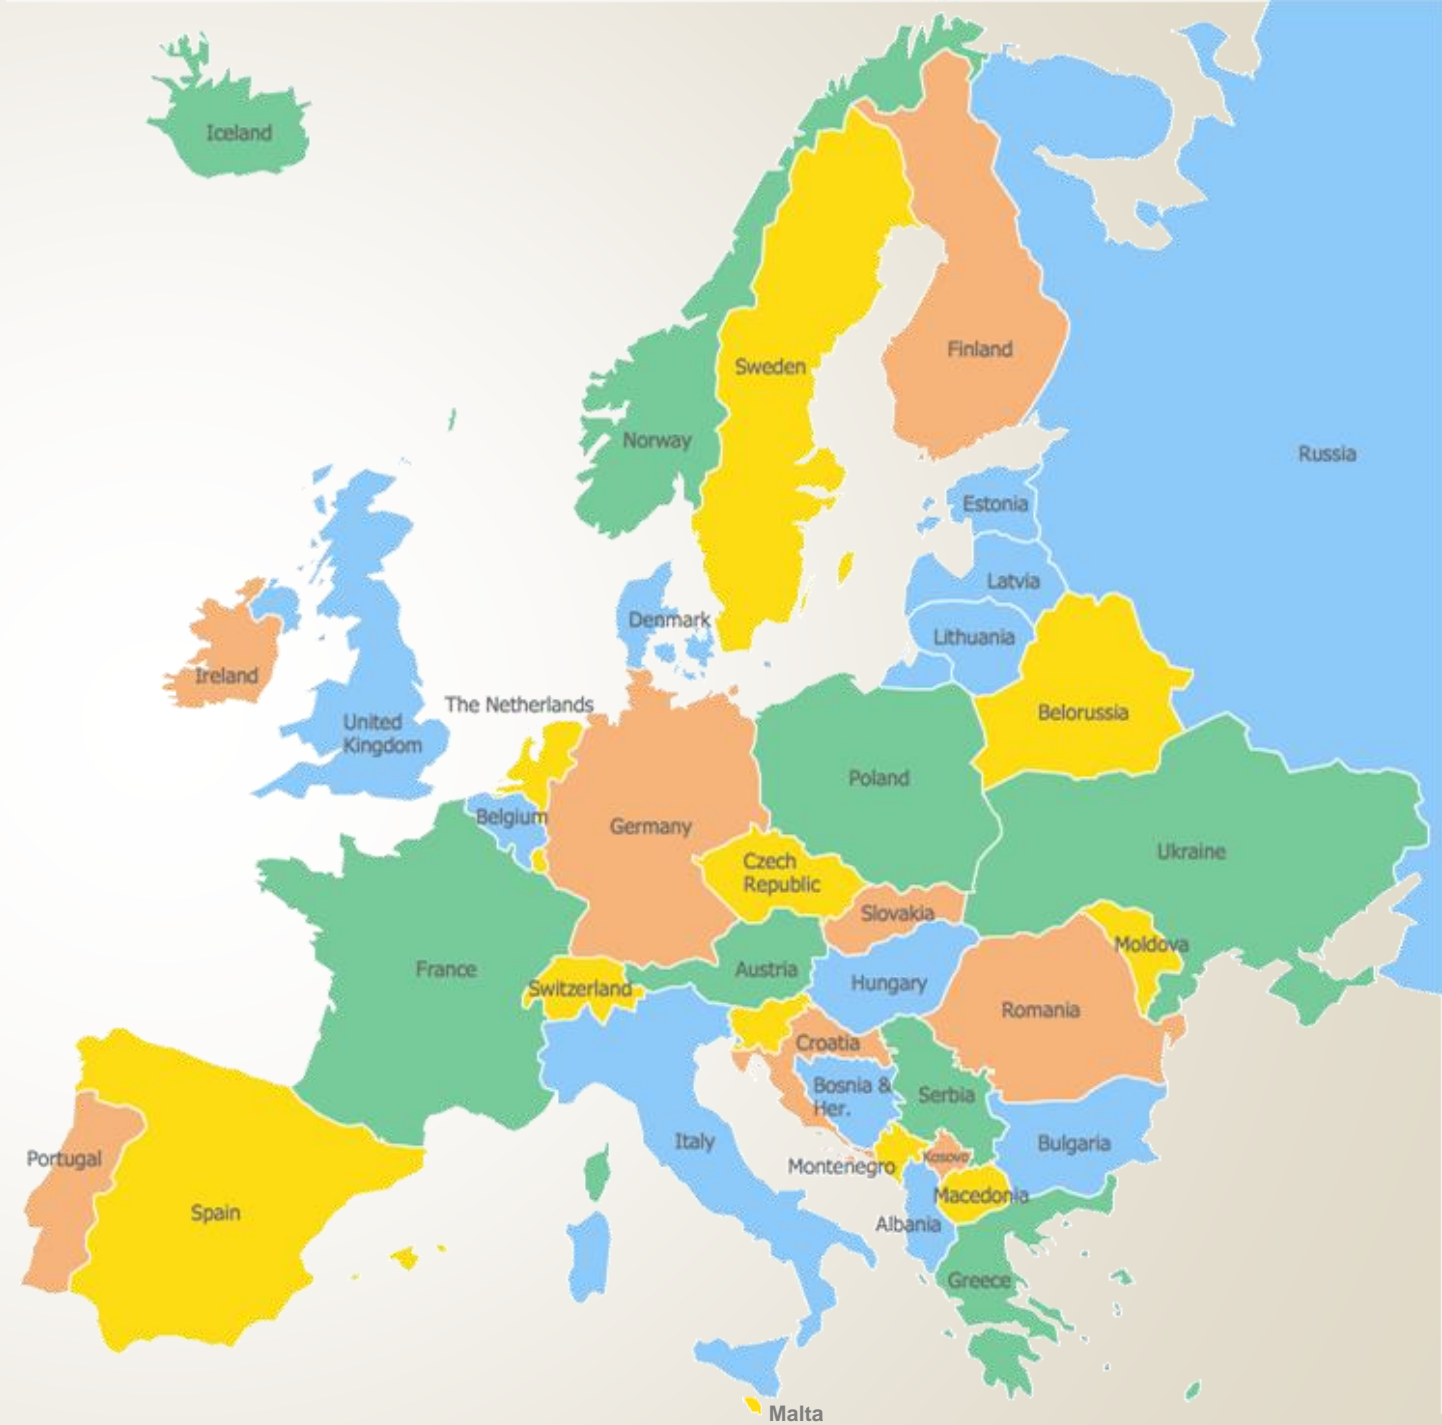 Iceland
Finland
Sweden
Norway
Russia
Estonia
Latvia
Denmark
Lithuania
Ireland
The Netherlands
Belorussia
United
Kingdom
Poland
Belgium
Germany
Ukraine
Czech
Republic
Slovakia
Moldova
France
Austria
Switzerland
Hungary
Romania
Croatia
Bosnia &
Her.
Serbia
Italy
Bulgaria
Portugal
Kosovo
Montenegro
Macedonia
Spain
Albania
Greece
Malta